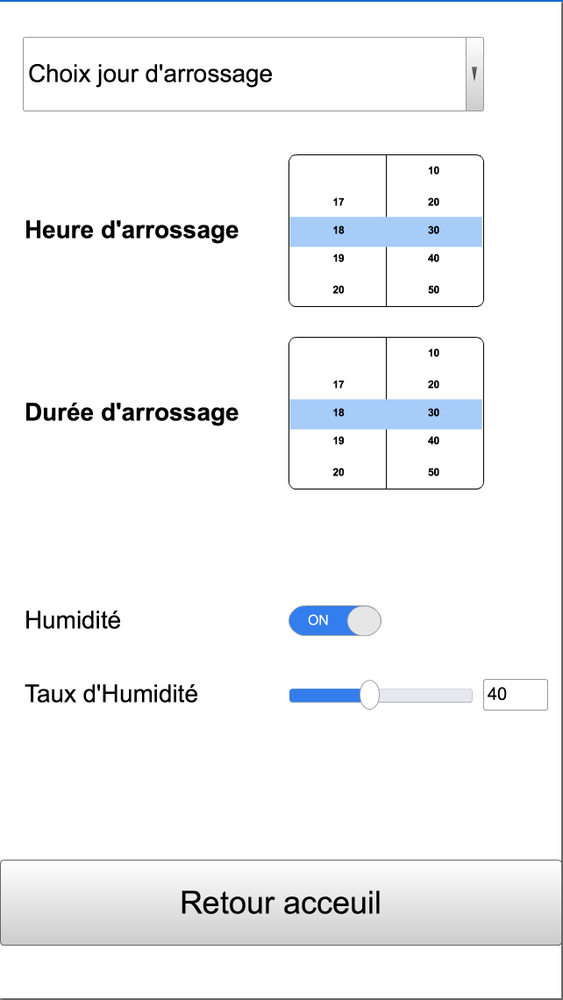 Choix jour d'arrossage
10
17 20
Heure d'arrossage 18 30
19 40
20 50
10
17 20
Durée d'arrossage 18 30
19 40
20 50
Humidité ON
Taux d'Humidité 40
Retour acceuil